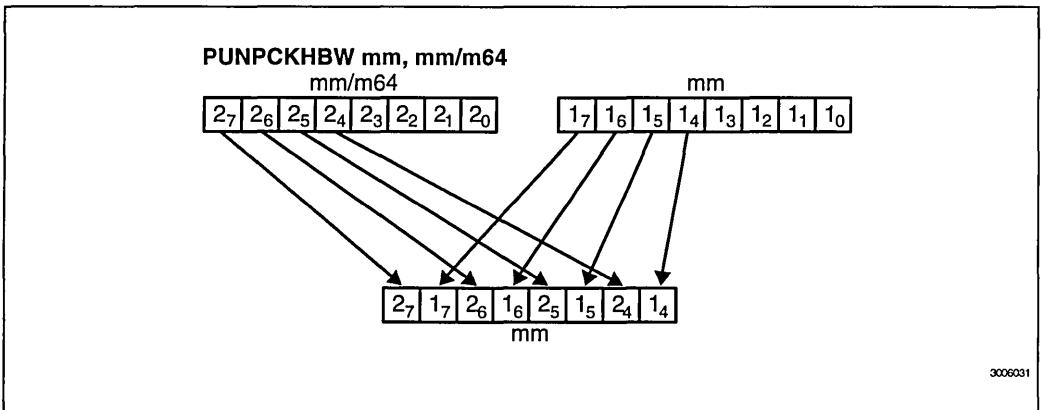 PUNPCKHBW mm, mm/m64
mm/m64 mm
2₇ 2₆ 2₅ 2₄ 2₃ 2₂ 2₁ 2₀ 1₇ 1₆ 1₅ 1₄ 1₃ 1₂ 1₁ 1₀
2₇ 1₇ 2₆ 1₆ 2₅ 1₅ 2₄ 1₄
mm
3006031